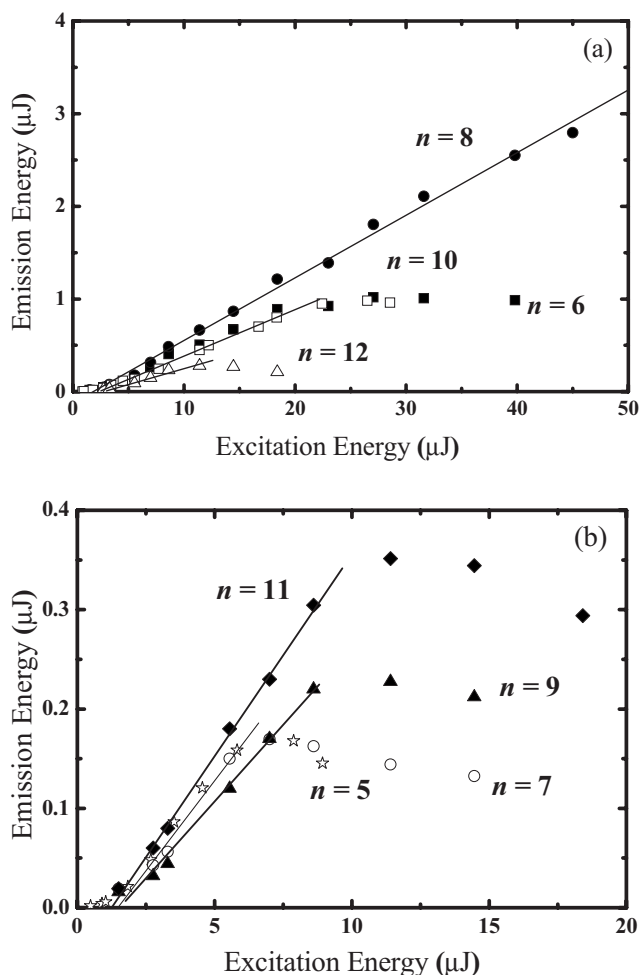 (a)
4
3
2
1
0
n = 8
n = 10
n = 6
n = 12
0 10 20 30 40 50
Emission Energy (μJ)
Excitation Energy (μJ)
(b)
0.4
0.3
0.2
0.1
0.0
n = 11
n = 9
n = 5
n = 7
0 5 10 15 20
Emission Energy (μJ)
Excitation Energy (μJ)